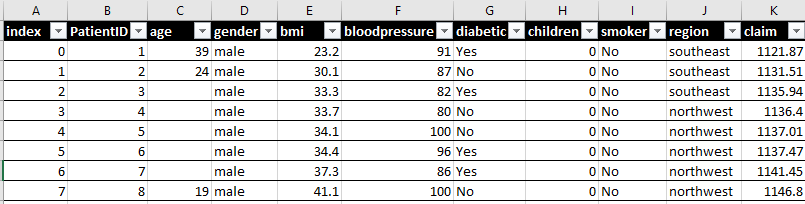 A B C D E F G H I J K
index PatientID age gender bmi bloodpressure diabetic children smoker region claim
0 1 39 male 23.2 91 Yes 0 No southeast 1121.87
1 2 24 male 30.1 87 No 0 No southeast 1131.51
2 3 male 33.3 82 Yes 0 No southeast 1135.94
3 4 male 33.7 80 No 0 No northwest 1136.4
4 5 male 34.1 100 No 0 No northwest 1137.01
5 6 male 34.4 96 Yes 0 No northwest 1137.47
6 7 male 37.3 86 Yes 0 No northwest 1141.45
7 8 19 male 41.1 100 No 0 No northwest 1146.8